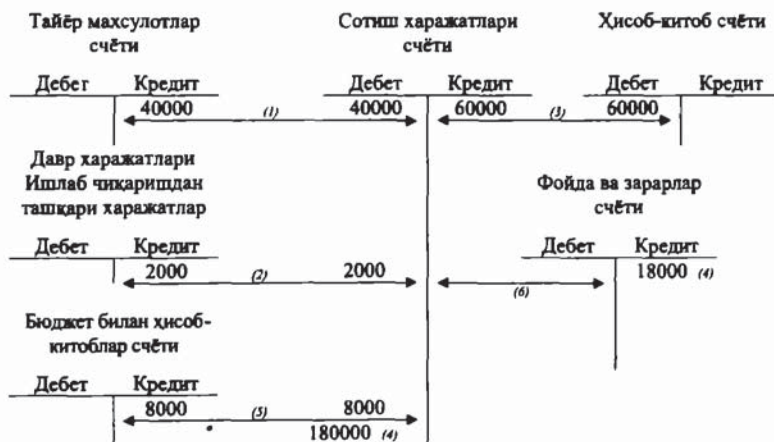 Тайёр махсулотлар
счёти
Сотиш харажатлари
счёти
Ҳисоб-китоб счёти
Дебет Кредит
Дебет Кредит
Дебет Кредит
40000 (1) 40000 60000 (3) 60000
Давр харажатлари
Ишлаб чиқаришдан
ташқари харажатлар
Фойда ва зарарлар
счёти
Дебет Кредит
Дебет Кредит
2000 (2) 2000 (6) 18000 (4)
Бюджет билан ҳисоб-
китоблар счёти
Дебет Кредит
8000 (5) 8000
180000 (4)